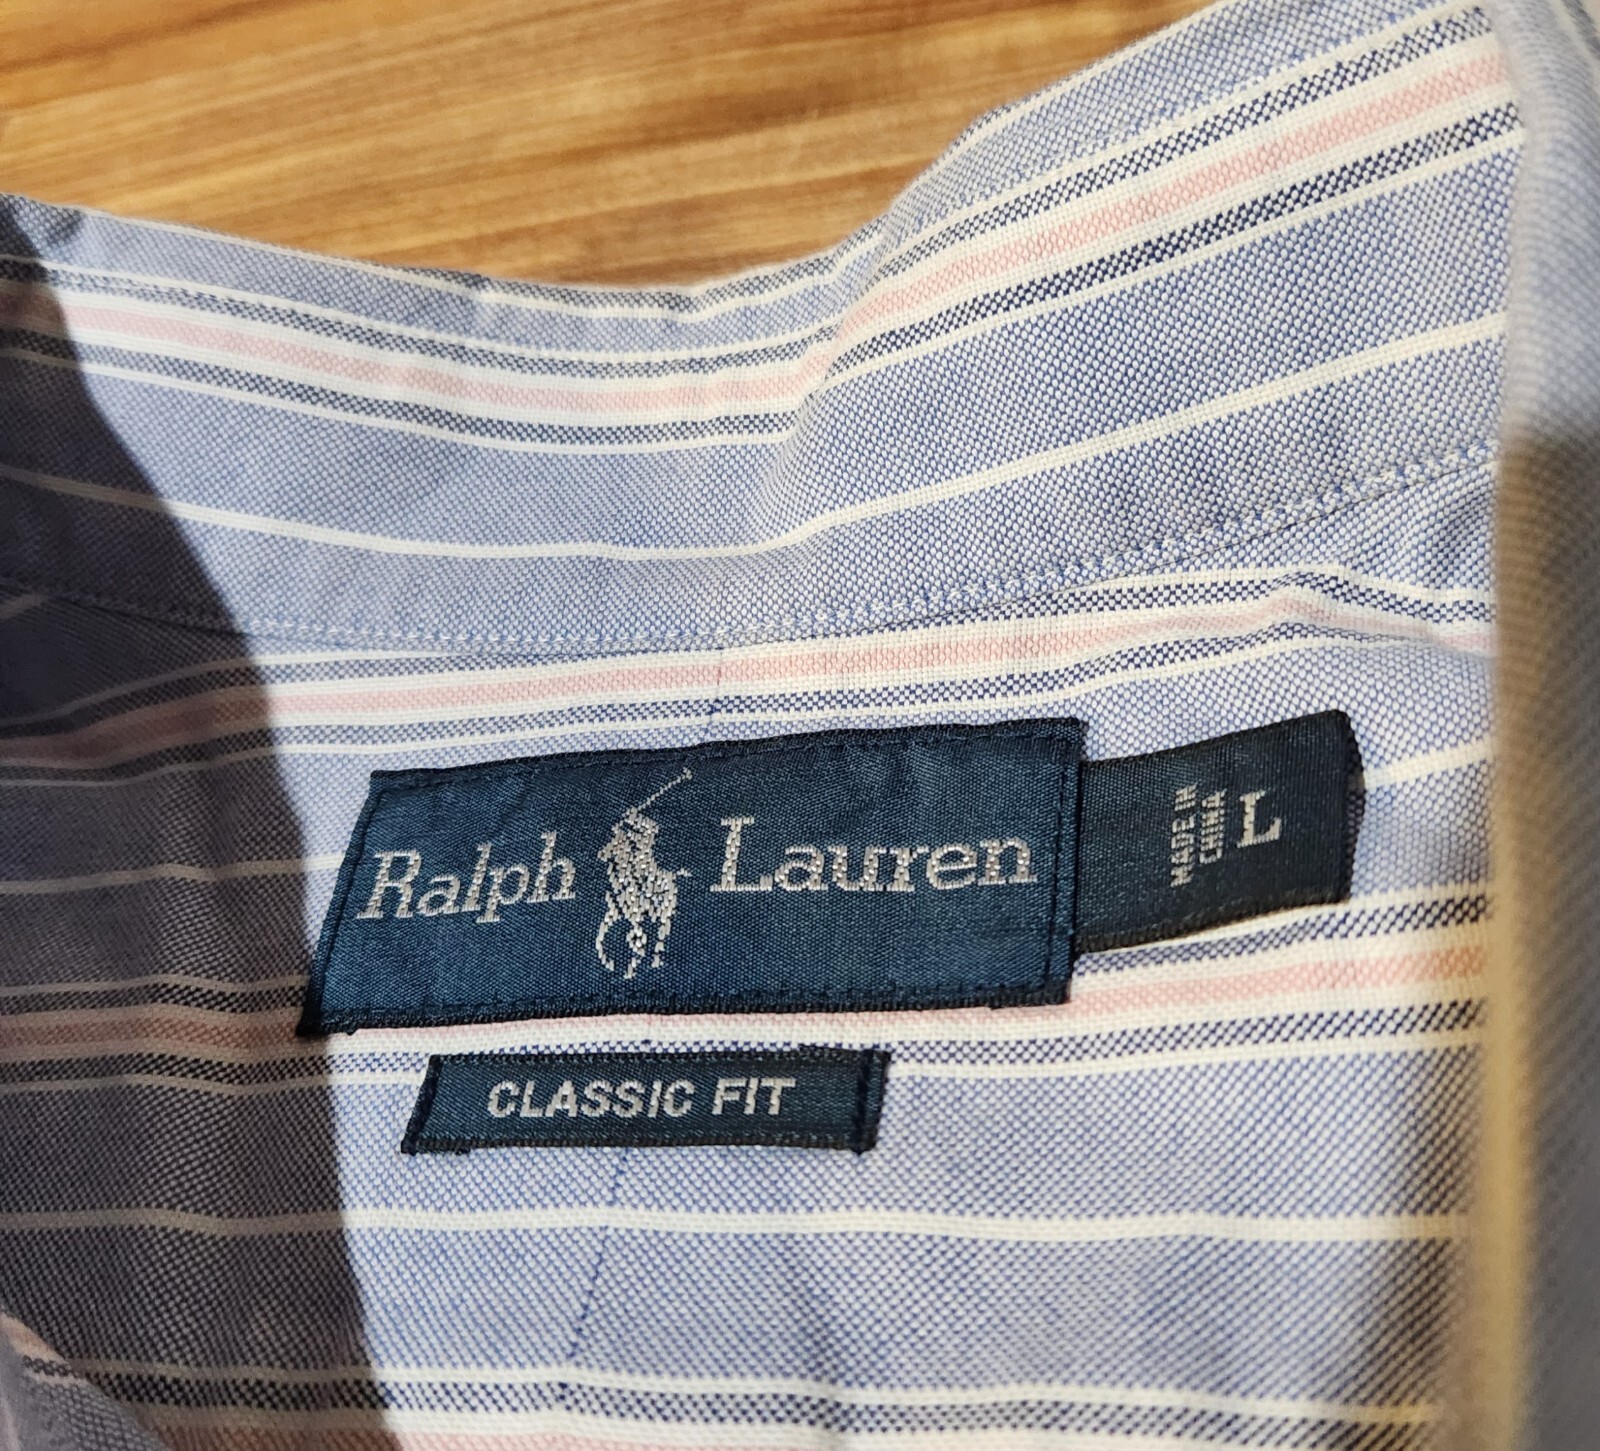 Ralph Lauren
MADE IN
CHINA
L
CLASSIC FIT